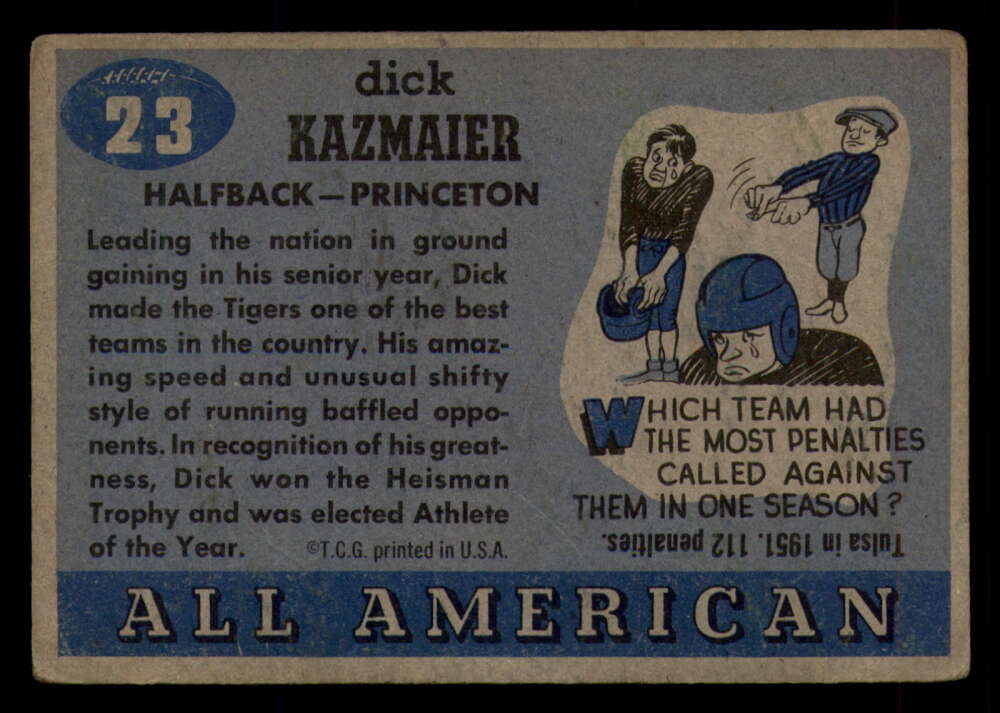 23
dick
KAZMAIER
HALFBACK—PRINCETON
Leading the nation in ground
gaining in his senior year, Dick
made the Tigers one of the best
teams in the country. His amaz-
ing speed and unusual shifty
style of running baffled oppo-
nents. In recognition of his great-
ness, Dick won the Heisman
Trophy and was elected Athlete
of the Year.
©T.C.G. printed in U.S.A.
WHICH TEAM HAD
THE MOST PENALTIES
CALLED AGAINST
THEM IN ONE SEASON?
Tulsa in 1951. 112 penalties.
ALL AMERICAN